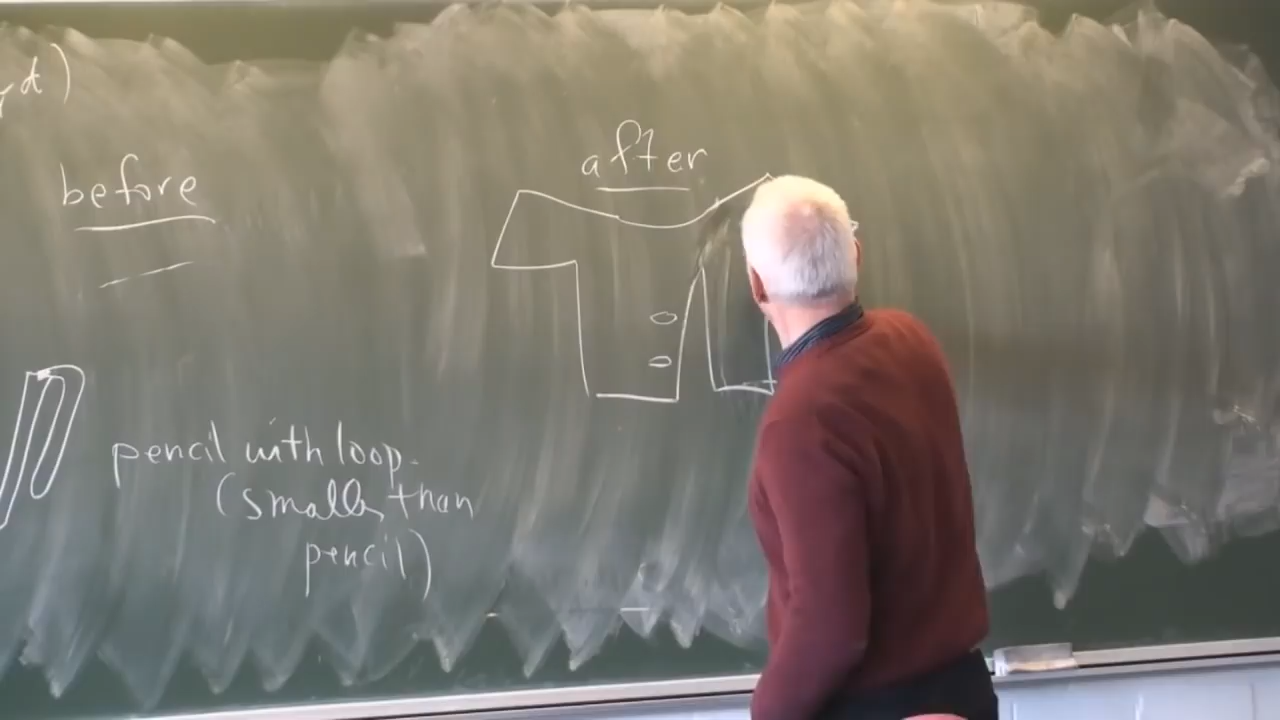 d)
before
after
pencil with loop.
(smaller than
pencil)